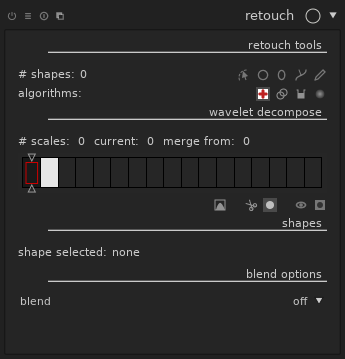 retouch
retouch tools
# shapes: 0
algorithms:
wavelet decompose
# scales: 0 current: 0 merge from: 0
shapes
shape selected: none
blend options
blend off